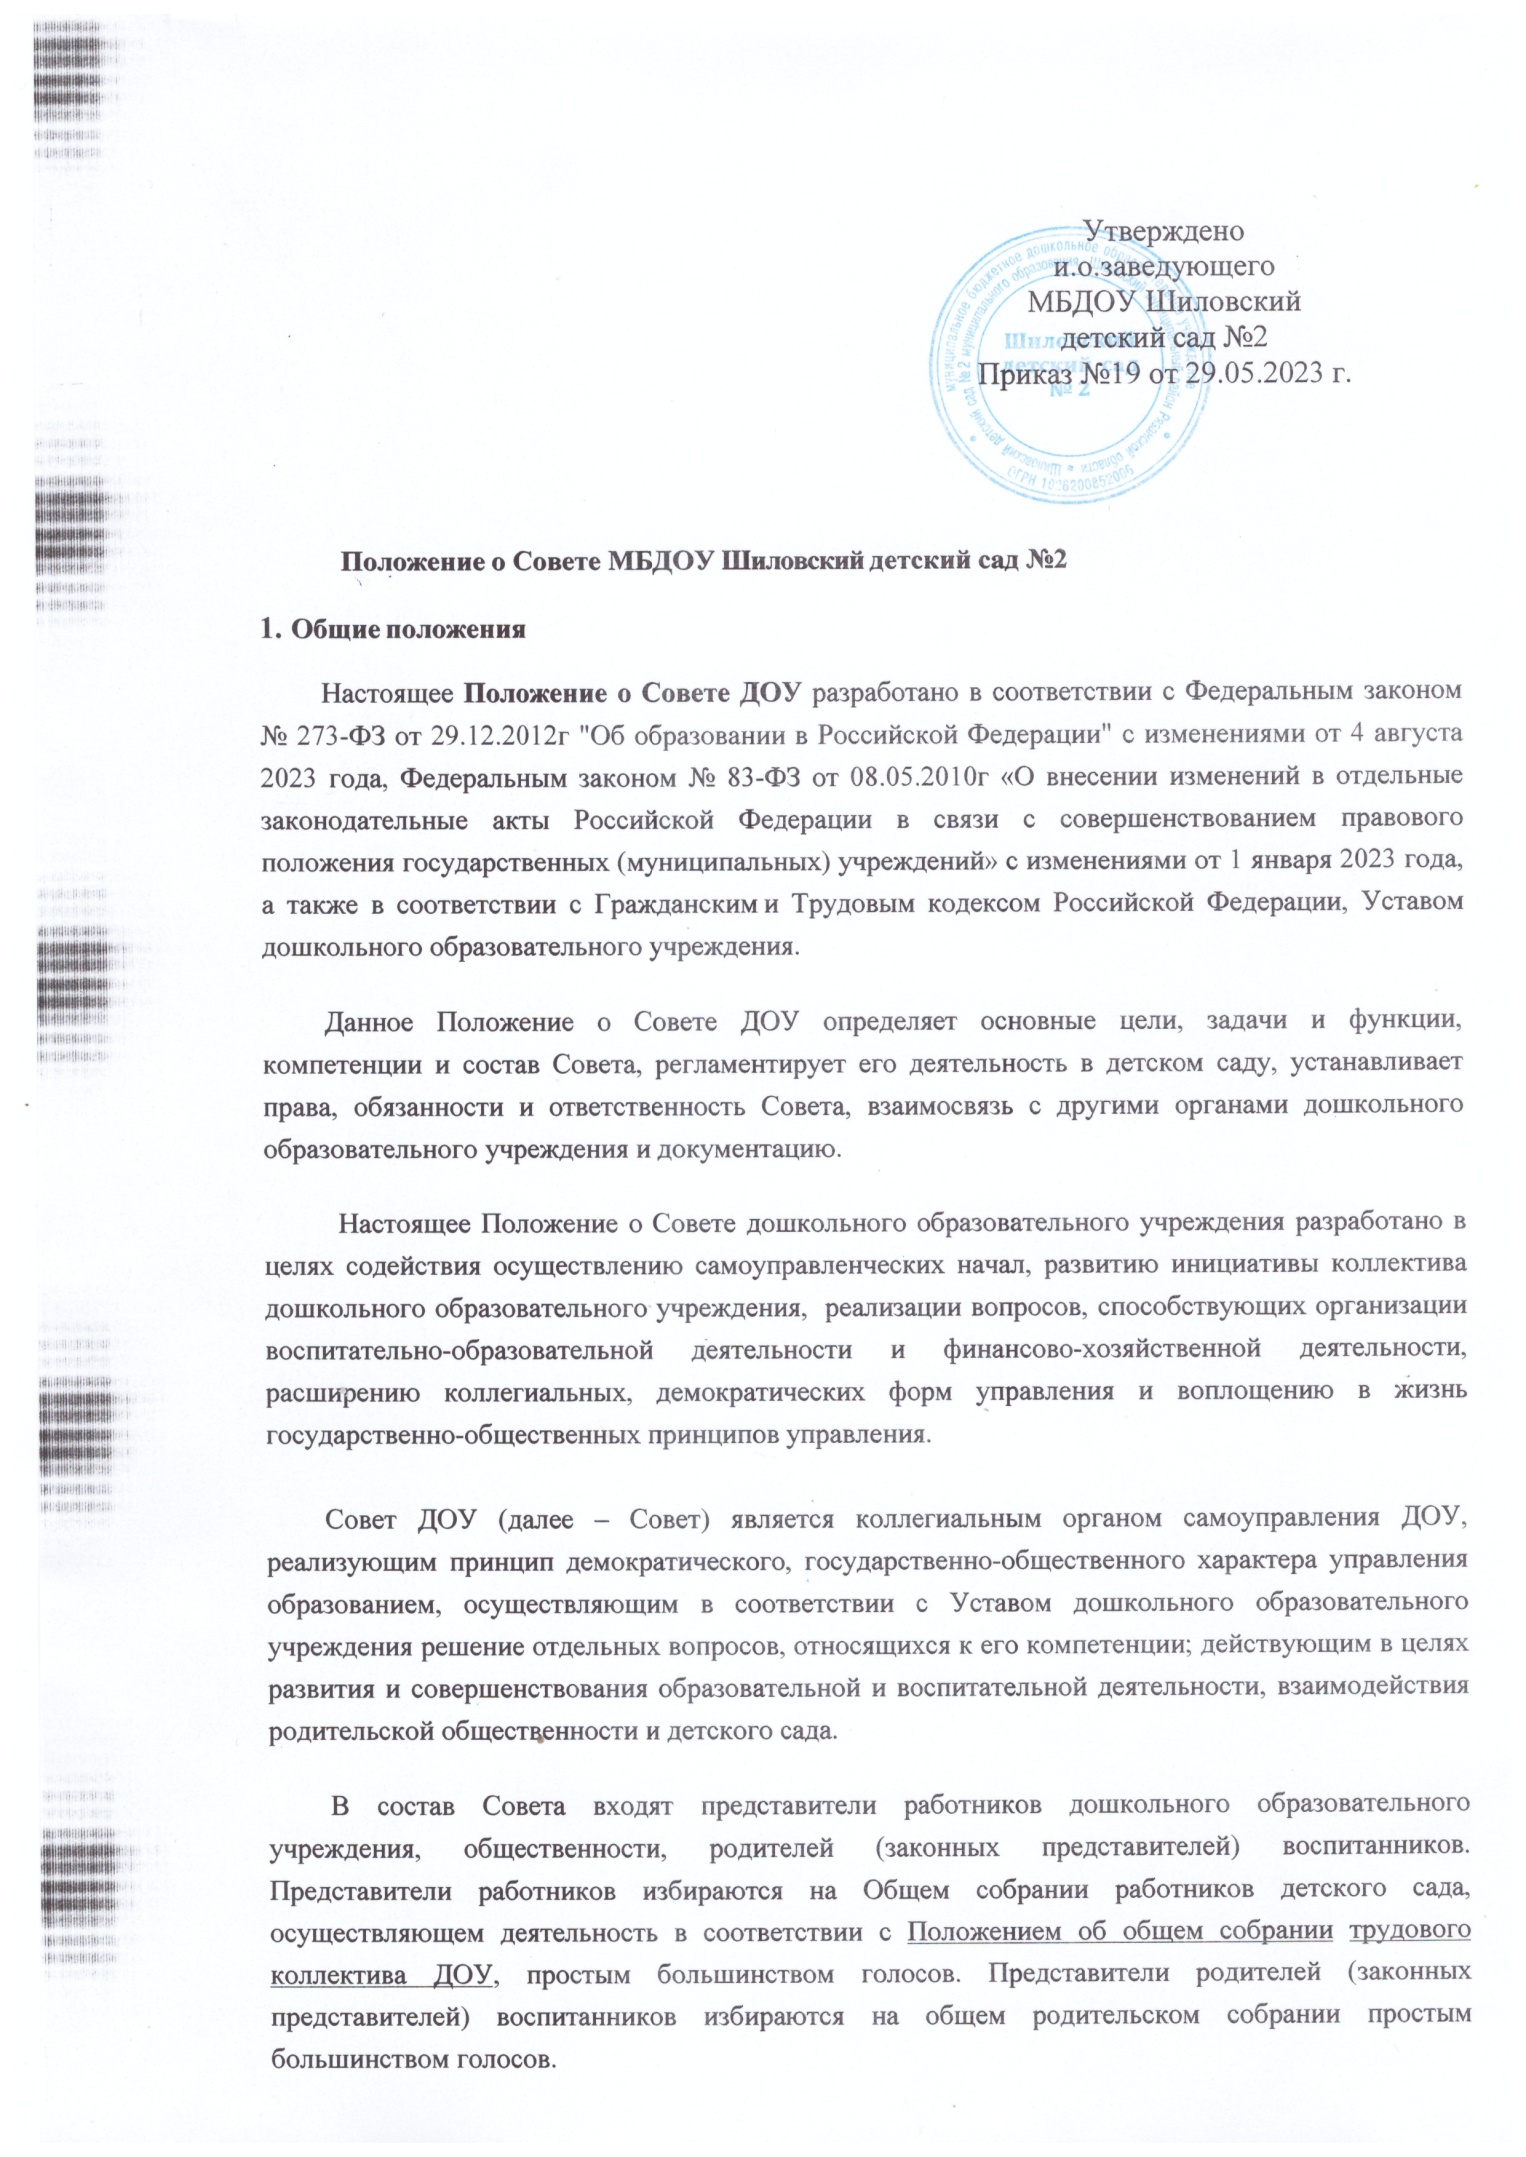 Утверждено
и.о.заведующего
МБДОУ Шиловский
детский сад №2
Приказ №19 от 29.05.2023 г.
детский сад
№ 2
Положение о Совете МБДОУ Шиловский детский сад №2
1. Общие положения
Настоящее Положение о Совете ДОУ разработано в соответствии с Федеральным законом
№ 273-ФЗ от 29.12.2012г "Об образовании в Российской Федерации" с изменениями от 4 августа
2023 года, Федеральным законом № 83-ФЗ от 08.05.2010г «О внесении изменений в отдельные
законодательные акты Российской Федерации в связи с совершенствованием правового
положения государственных (муниципальных) учреждений» с изменениями от 1 января 2023 года,
а также в соответствии с Гражданским и Трудовым кодексом Российской Федерации, Уставом
дошкольного образовательного учреждения.
Данное Положение о Совете ДОУ определяет основные цели, задачи и функции,
компетенции и состав Совета, регламентирует его деятельность в детском саду, устанавливает
права, обязанности и ответственность Совета, взаимосвязь с другими органами дошкольного
образовательного учреждения и документацию.
Настоящее Положение о Совете дошкольного образовательного учреждения разработано в
целях содействия осуществлению самоуправленческих начал, развитию инициативы коллектива
дошкольного образовательного учреждения, реализации вопросов, способствующих организации
воспитательно-образовательной деятельности и финансово-хозяйственной деятельности,
расширению коллегиальных, демократических форм управления и воплощению в жизнь
государственно-общественных принципов управления.
Совет ДОУ (далее – Совет) является коллегиальным органом самоуправления ДОУ,
реализующим принцип демократического, государственно-общественного характера управления
образованием, осуществляющим в соответствии с Уставом дошкольного образовательного
учреждения решение отдельных вопросов, относящихся к его компетенции; действующим в целях
развития и совершенствования образовательной и воспитательной деятельности, взаимодействия
родительской общественности и детского сада.
В состав Совета входят представители работников дошкольного образовательного
учреждения, общественности, родителей (законных представителей) воспитанников.
Представители работников избираются на Общем собрании работников детского сада,
осуществляющем деятельность в соответствии с Положением об общем собрании трудового
коллектива ДОУ, простым большинством голосов. Представители родителей (законных
представителей) воспитанников избираются на общем родительском собрании простым
большинством голосов.